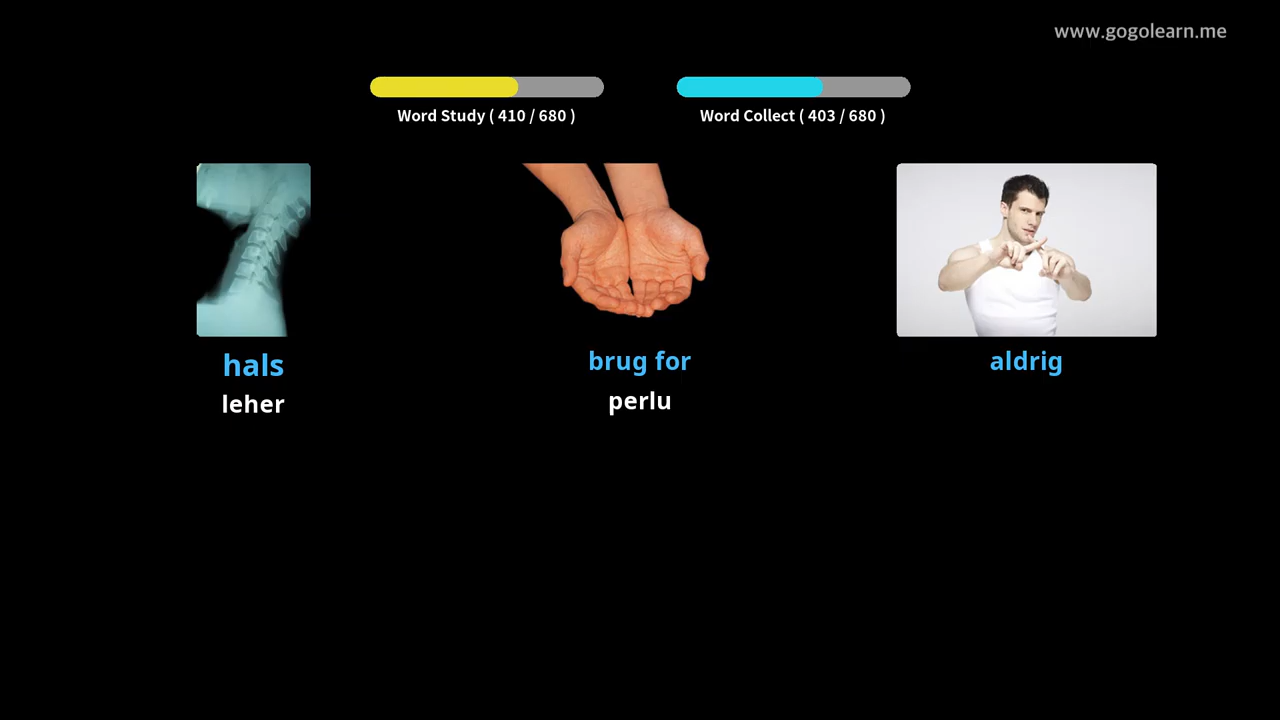 www.gogolearn.me
Word Study ( 410 / 680 )
Word Collect ( 403 / 680 )
hals
leher
brug for
perlu
aldrig